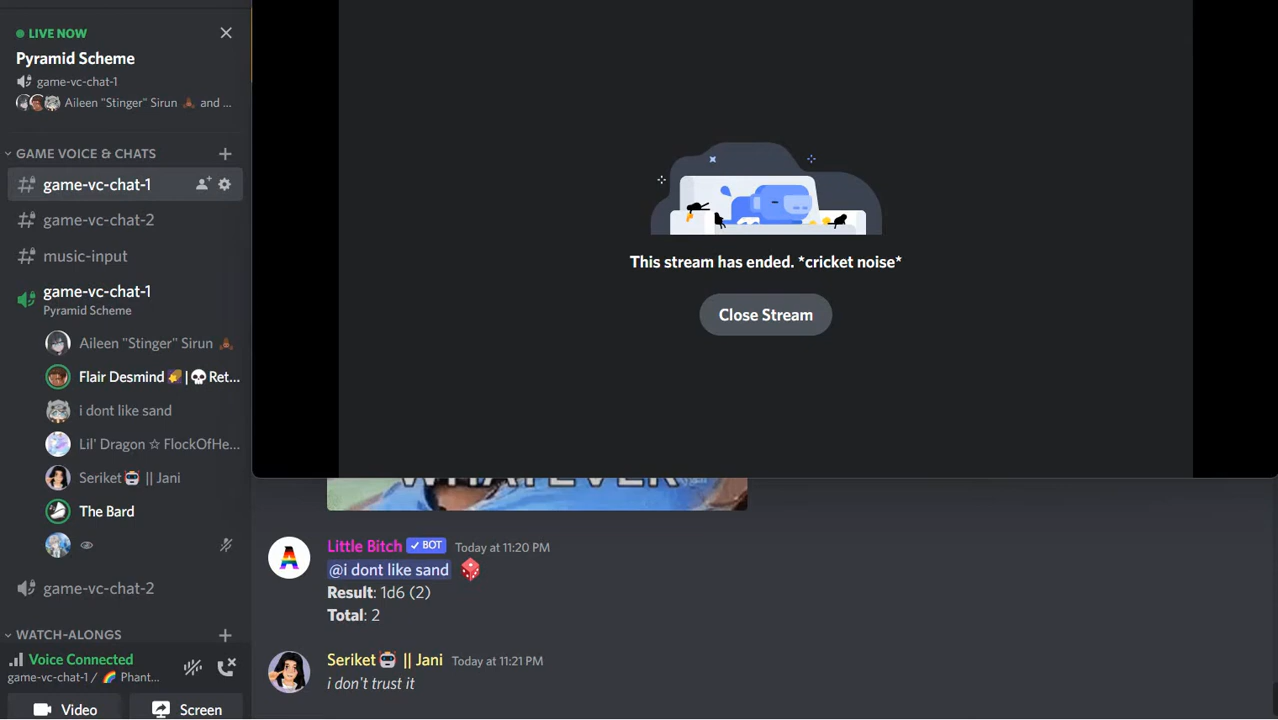 LIVE NOW
Pyramid Scheme
game-vc-chat-1
Aileen "Stinger" Sirun and ...
GAME VOICE & CHATS
game-vc-chat-1
game-vc-chat-2
music-input
game-vc-chat-1
Pyramid Scheme
Aileen "Stinger" Sirun
Flair Desmind | Ret...
i dont like sand
Lil' Dragon ☆ FlockOfHe...
Seriket || Jani
The Bard
game-vc-chat-2
WATCH-ALONGS
Voice Connected
game-vc-chat-1 / Phant...
Video
Screen
This stream has ended. *cricket noise*
Close Stream
WHATEVER
Little Bitch BOT Today at 11:20 PM
@i dont like sand
Result: 1d6 (2)
Total: 2
Seriket || Jani Today at 11:21 PM
i don't trust it